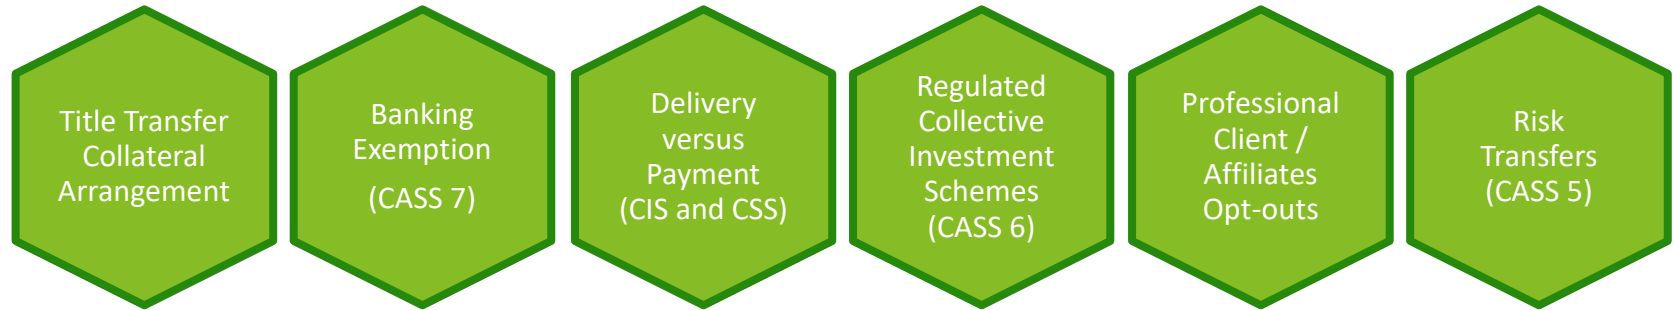 Title Transfer
Collateral
Arrangement
Banking
Exemption
(CASS 7)
Delivery
versus
Payment
(CIS and CSS)
Regulated
Collective
Investment
Schemes
(CASS 6)
Professional
Client /
Affiliates
Opt-outs
Risk
Transfers
(CASS 5)